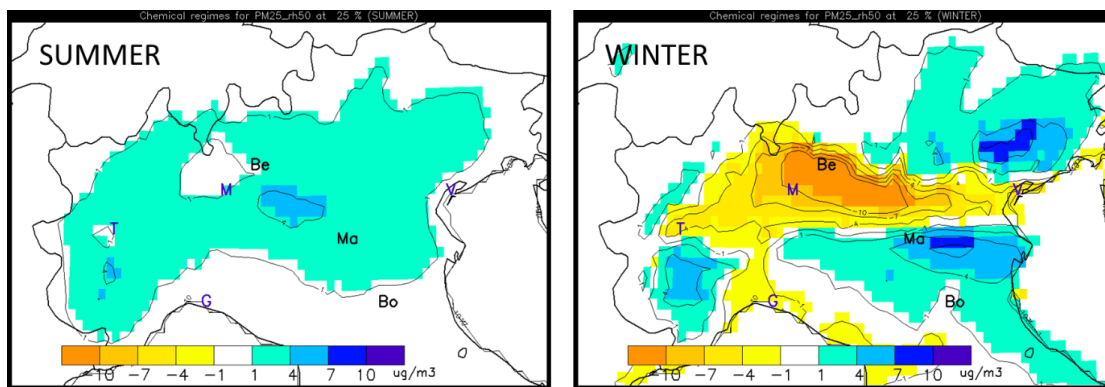 Chemical regimes for PM25_rh50 at 25 % (SUMMER)
SUMMER
Be
M
V
T
Ma
G
Bo
-10 -7 -4 -1 1 4 7 10 ug/m3
Chemical regimes for PM25_rh50 at 25 % (WINTER)
WINTER
Be
M
V
T
Ma
G
Bo
-10 -7 -4 -1 1 4 7 10 ug/m3